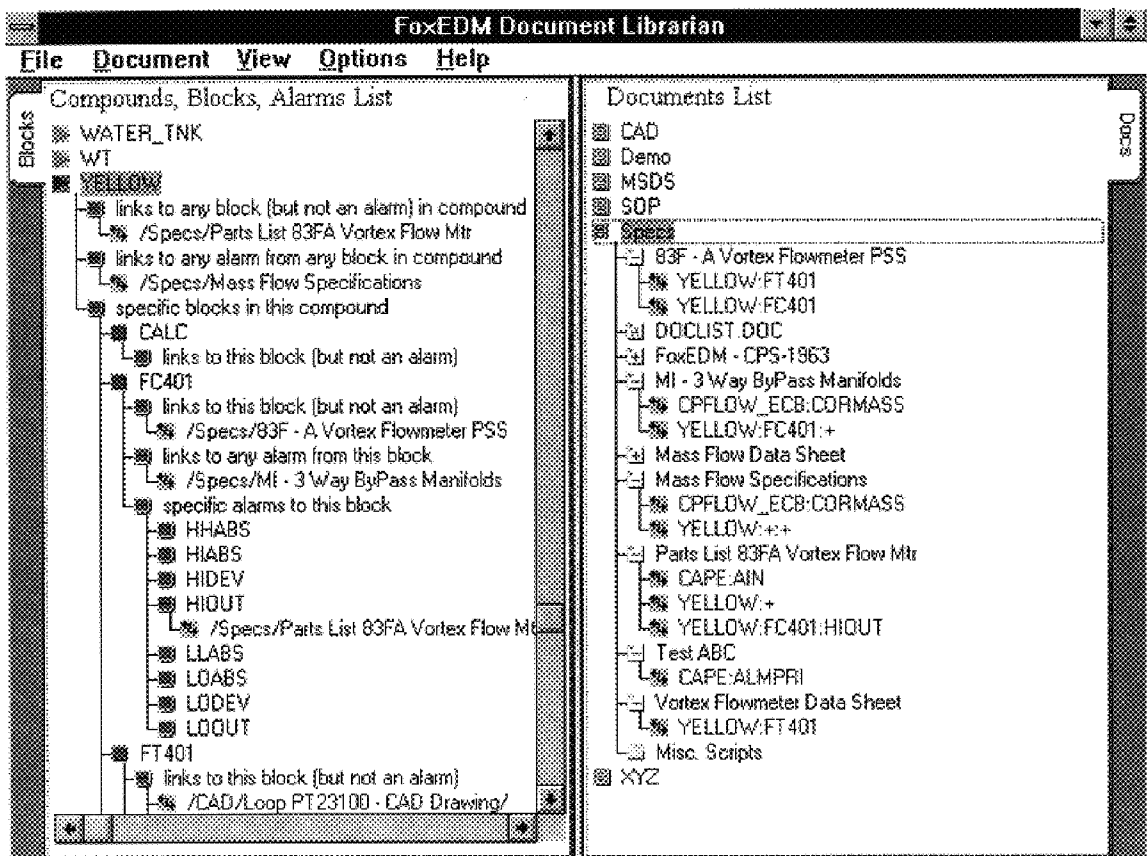 FoxEDM Document Librarian
File Document View Options Help
Blocks
Compounds, Blocks, Alarms List
WATER_TNK
WT
YELLOW
links to any block (but not an alarm) in compound
/Specs/Parts List 83FA Vortex Flow Mtr
links to any alarm from any block in compound
/Specs/Mass Flow Specifications
specific blocks in this compound
CALC
links to this block (but not an alarm)
FC401
links to this block (but not an alarm)
/Specs/83F - A Vortex Flowmeter PSS
links to any alarm from this block
/Specs/MI - 3 Way ByPass Manifolds
specific alarms to this block
HHABS
HIABS
HIDEV
HIOUT
/Specs/Parts List 83FA Vortex Flow Mt
LLABS
LOABS
LODEV
LOOUT
FT401
links to this block (but not an alarm)
/CAD/Loop PT23100 - CAD Drawing/
Documents List
Docs
CAD
Demo
MSDS
SOP
Specs
83F - A Vortex Flowmeter PSS
YELLOW:FT401
YELLOW:FC401
DOCLIST.DOC
FoxEDM - CPS-1963
MI - 3 Way ByPass Manifolds
CPFLOW_ECB:CORMASS
YELLOW:FC401:+
Mass Flow Data Sheet
Mass Flow Specifications
CPFLOW_ECB:CORMASS
YELLOW:+:+
Parts List 83FA Vortex Flow Mtr
CAPE:AIN
YELLOW:+
YELLOW:FC401:HIOUT
Test ABC
CAPE:ALMPRI
Vortex Flowmeter Data Sheet
YELLOW:FT401
Misc. Scripts
XYZ